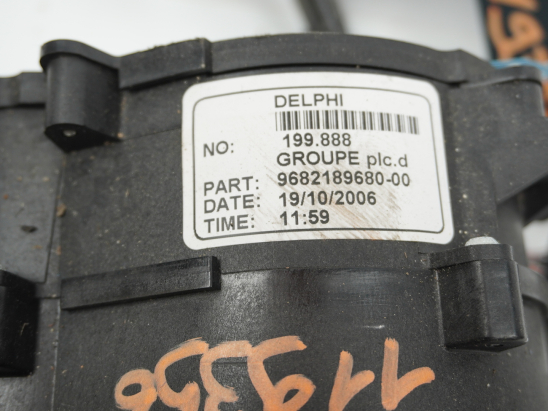 DELPHI
NO: 199.888
GROUPE plc.d
PART: 9682189680-00
DATE: 19/10/2006
TIME: 11:59